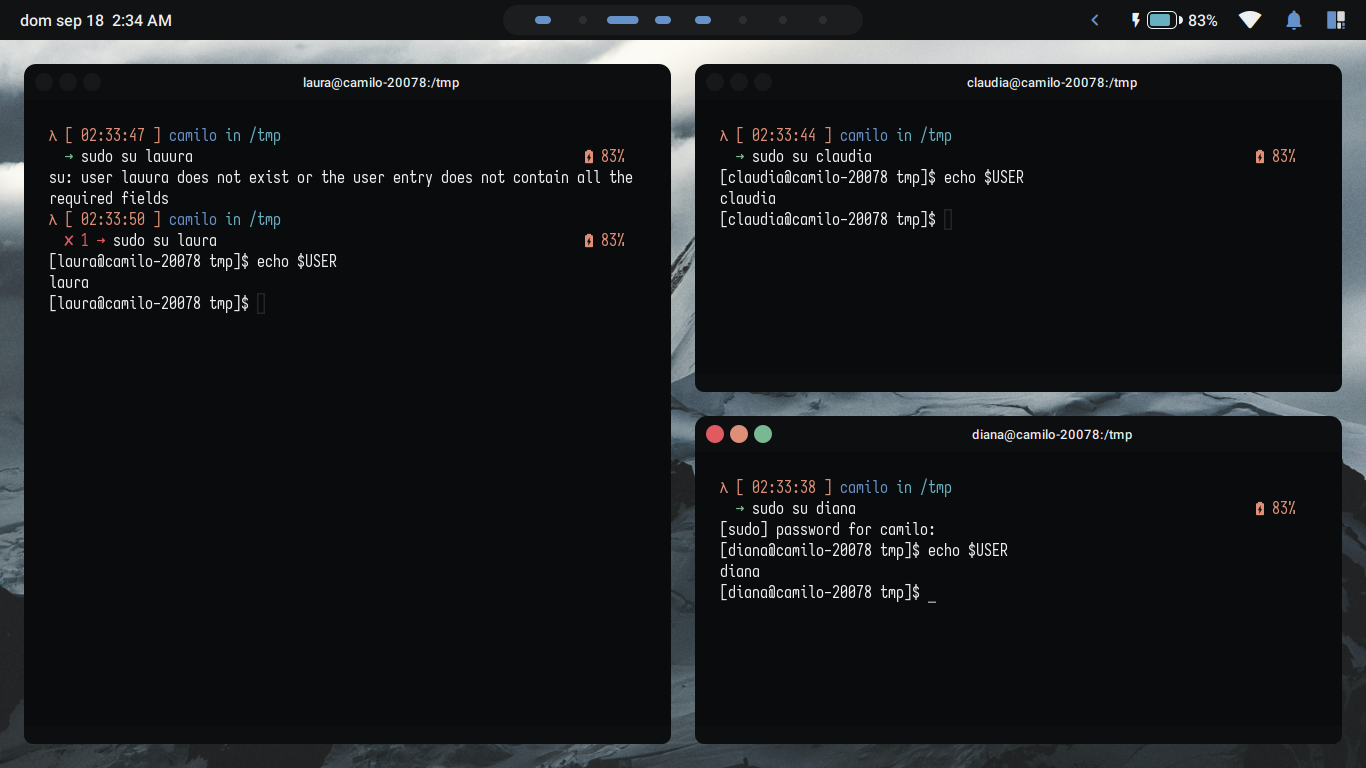 dom sep 18 2:34 AM
83%
laura@camilo-20078:/tmp
λ [ 02:33:47 ] camilo in /tmp
→ sudo su lauura 83%
su: user lauura does not exist or the user entry does not contain all the
required fields
λ [ 02:33:50 ] camilo in /tmp
✗ 1 → sudo su laura 83%
[laura@camilo-20078 tmp]$ echo $USER
laura
[laura@camilo-20078 tmp]$
claudia@camilo-20078:/tmp
λ [ 02:33:44 ] camilo in /tmp
→ sudo su claudia 83%
[claudia@camilo-20078 tmp]$ echo $USER
claudia
[claudia@camilo-20078 tmp]$
diana@camilo-20078:/tmp
λ [ 02:33:38 ] camilo in /tmp
→ sudo su diana 83%
[sudo] password for camilo:
[diana@camilo-20078 tmp]$ echo $USER
diana
[diana@camilo-20078 tmp]$ _